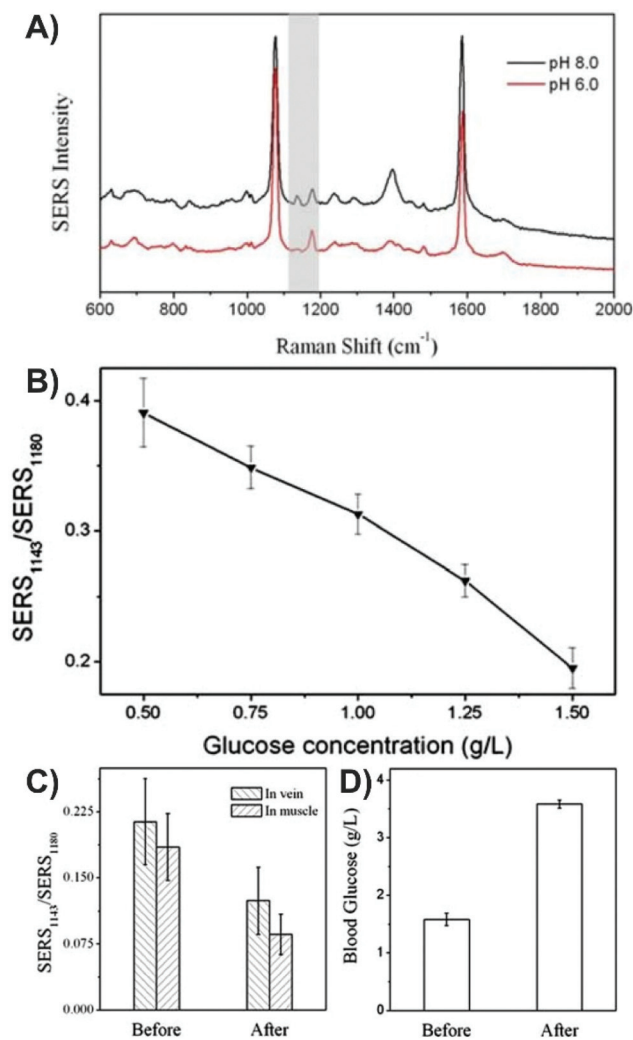 A)
pH 8.0
pH 6.0
SERS Intensity
600 800 1000 1200 1400 1600 1800 2000
Raman Shift (cm⁻¹)
B)
0.4
0.3
0.2
SERS₁₁₄₃/SERS₁₁₈₀
0.50 0.75 1.00 1.25 1.50
Glucose concentration (g/L)
C)
In vein
In muscle
0.225
0.150
0.075
0.000
SERS₁₁₄₃/SERS₁₁₈₀
Before After
D)
4
3
2
1
0
Blood Glucose (g/L)
Before After